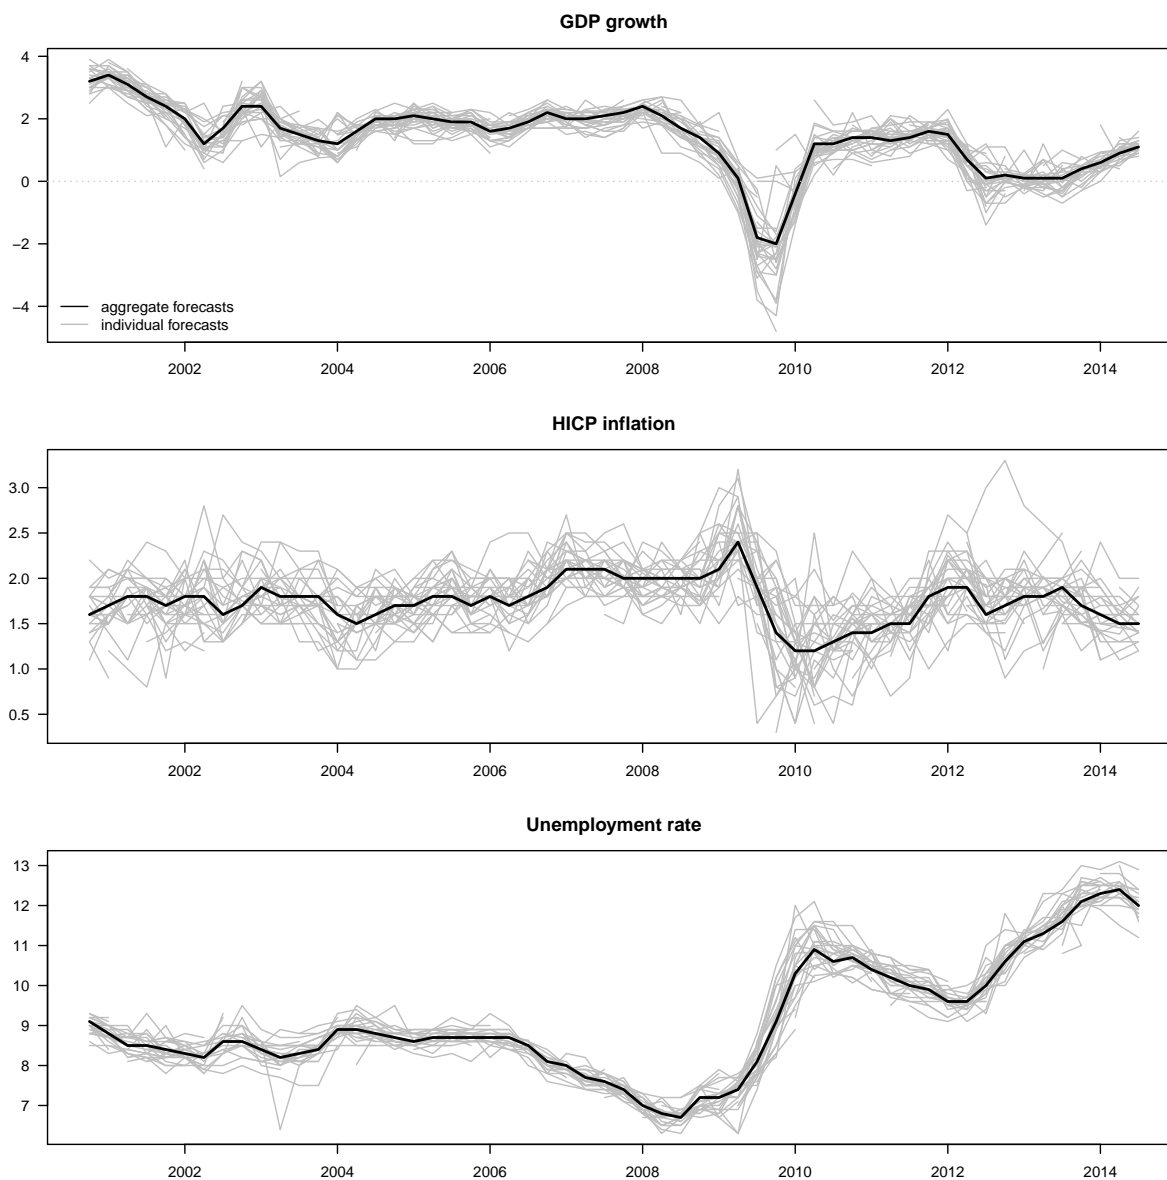 GDP growth
4
2
0
−2
−4
aggregate forecasts
individual forecasts
2002 2004 2006 2008 2010 2012 2014
HICP inflation
3.0
2.5
2.0
1.5
1.0
0.5
2002 2004 2006 2008 2010 2012 2014
Unemployment rate
13
12
11
10
9
8
7
2002 2004 2006 2008 2010 2012 2014